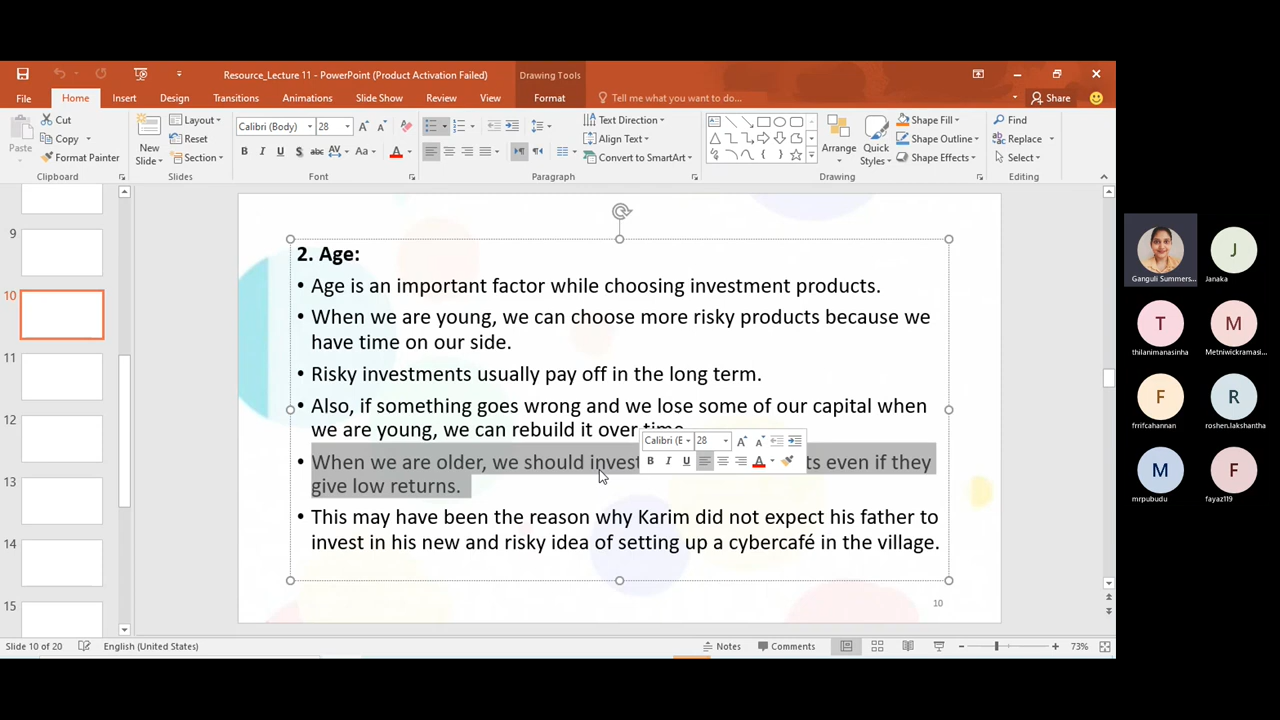 Resource_Lecture 11 - PowerPoint (Product Activation Failed)
Drawing Tools
File
Home
Insert
Design
Transitions
Animations
Slide Show
Review
View
Format
Tell me what you want to do...
Share
Paste
Cut
Copy
Format Painter
Clipboard
New
Slide
Layout
Reset
Section
Slides
Calibri (Body)
28
Font
Text Direction
Align Text
Convert to SmartArt
Paragraph
Arrange
Quick
Styles
Shape Fill
Shape Outline
Shape Effects
Drawing
Find
Replace
Select
Editing
9
10
11
12
13
14
15
2. Age:
• Age is an important factor while choosing investment products.
• When we are young, we can choose more risky products because we
have time on our side.
• Risky investments usually pay off in the long term.
• Also, if something goes wrong and we lose some of our capital when
we are young, we can rebuild it over time.
Calibri (E
28
• When we are older, we should invest ts even if they
give low returns.
• This may have been the reason why Karim did not expect his father to
invest in his new and risky idea of setting up a cybercafé in the village.
10
Slide 10 of 20
English (United States)
Notes
Comments
73%
Ganguli Summers...
J
Janaka
T
thilanimanasinha
M
Metniwickramasi...
F
frrifcahannan
R
roshen.lakshantha
M
mrpubudu
F
fayaz119